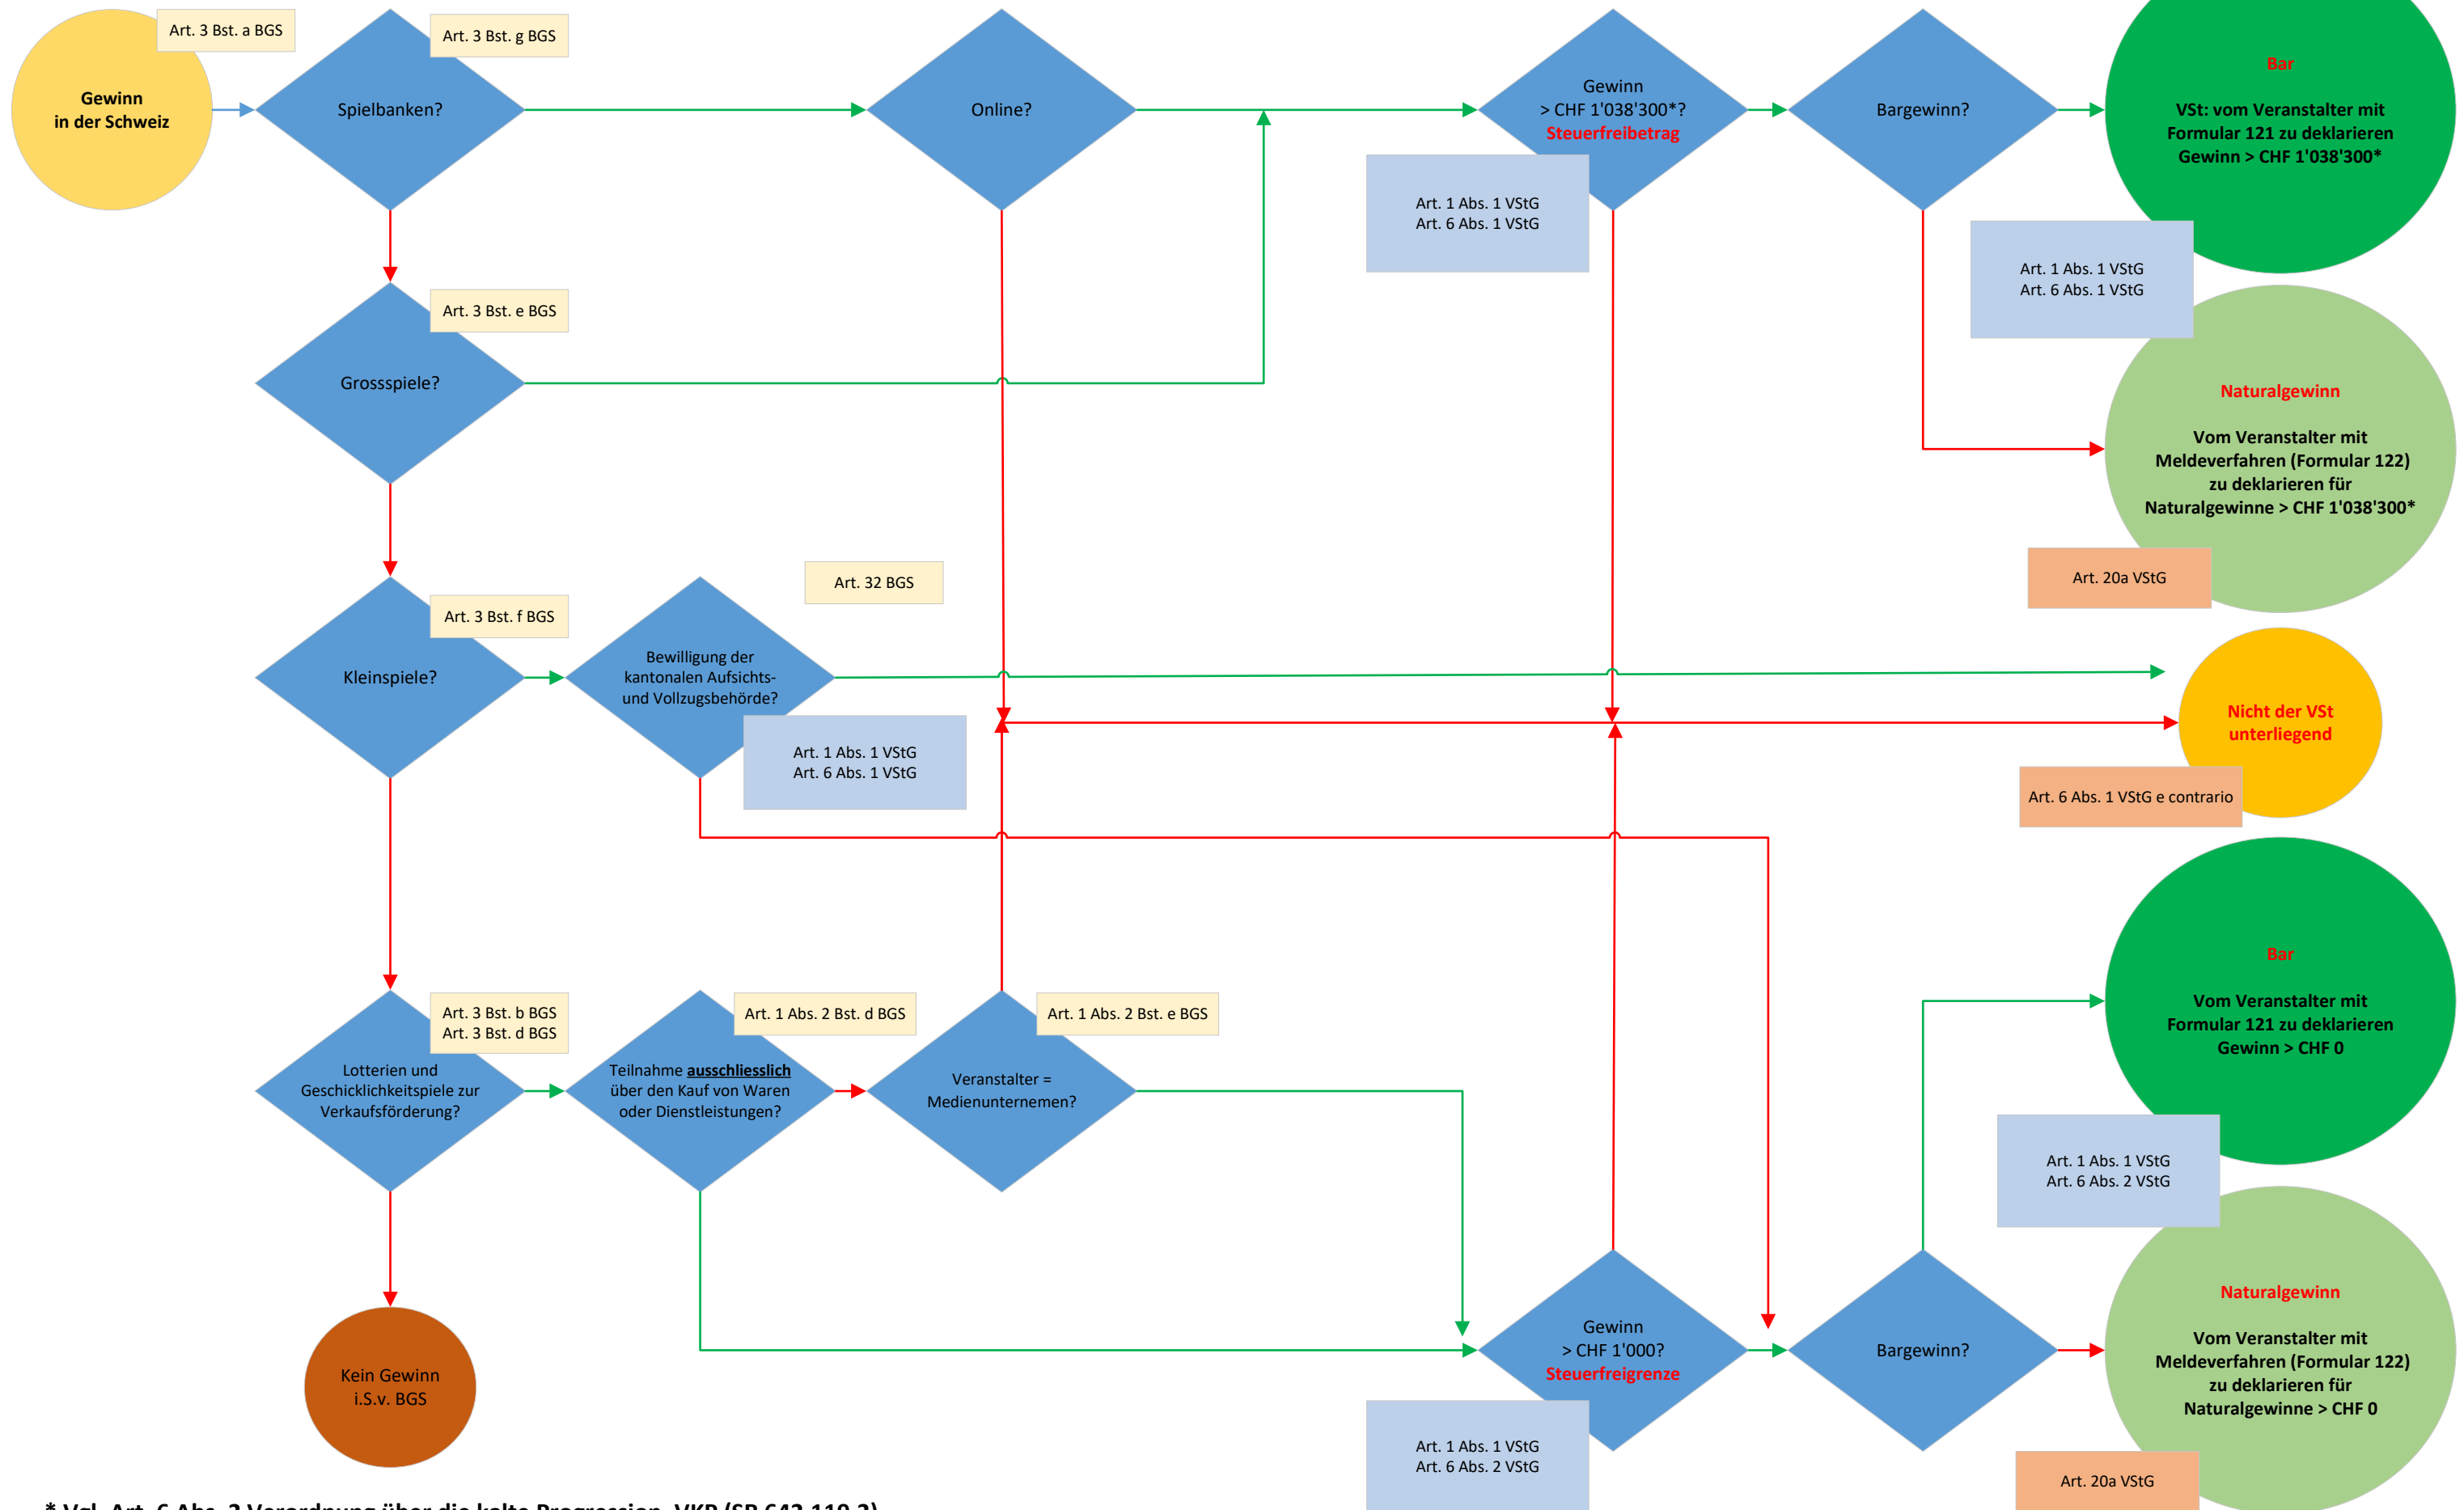 Art. 3 Bst. a BGS
Gewinn
in der Schweiz
Art. 3 Bst. g BGS
Spielbanken?
Online?
Gewinn
> CHF 1'038'300*?
Steuerfreibetrag
Art. 1 Abs. 1 VStG
Art. 6 Abs. 1 VStG
Bargewinn?
Bar
VSt: vom Veranstalter mit
Formular 121 zu deklarieren
Gewinn > CHF 1'038'300*
Art. 1 Abs. 1 VStG
Art. 6 Abs. 1 VStG
Art. 3 Bst. e BGS
Grossspiele?
Naturalgewinn
Vom Veranstalter mit
Meldeverfahren (Formular 122)
zu deklarieren für
Naturalgewinne > CHF 1'038'300*
Art. 20a VStG
Art. 3 Bst. f BGS
Kleinspiele?
Art. 32 BGS
Bewilligung der
kantonalen Aufsichts-
und Vollzugsbehörde?
Art. 1 Abs. 1 VStG
Art. 6 Abs. 1 VStG
Nicht der VSt
unterliegend
Art. 6 Abs. 1 VStG e contrario
Art. 3 Bst. b BGS
Art. 3 Bst. d BGS
Lotterien und
Geschicklichkeitspiele zur
Verkaufsförderung?
Art. 1 Abs. 2 Bst. d BGS
Teilnahme ausschliesslich
über den Kauf von Waren
oder Dienstleistungen?
Art. 1 Abs. 2 Bst. e BGS
Veranstalter =
Medienunternemen?
Bar
Vom Veranstalter mit
Formular 121 zu deklarieren
Gewinn > CHF 0
Art. 1 Abs. 1 VStG
Art. 6 Abs. 2 VStG
Kein Gewinn
i.S.v. BGS
Gewinn
> CHF 1'000?
Steuerfreigrenze
Art. 1 Abs. 1 VStG
Art. 6 Abs. 2 VStG
Bargewinn?
Naturalgewinn
Vom Veranstalter mit
Meldeverfahren (Formular 122)
zu deklarieren für
Naturalgewinne > CHF 0
Art. 20a VStG